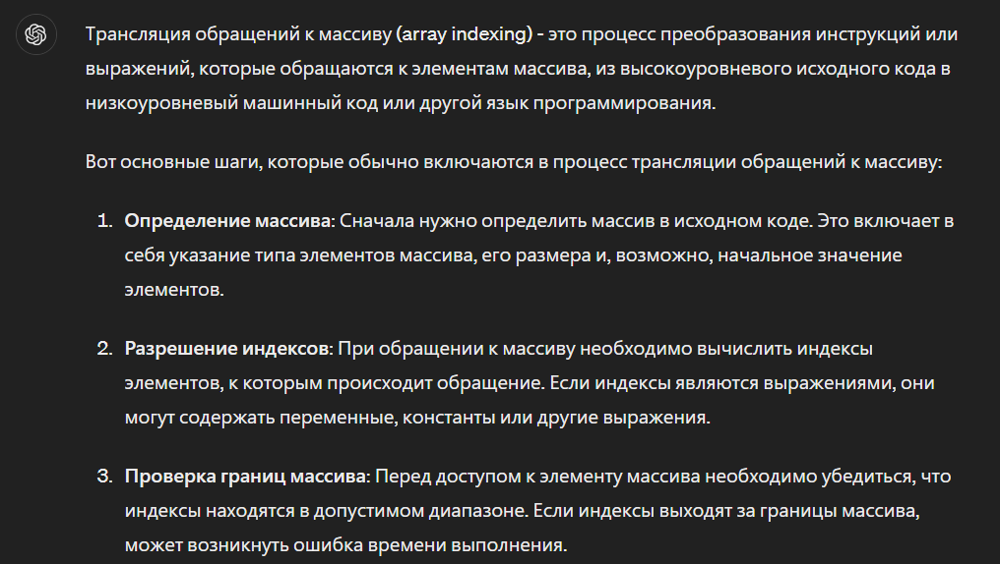 Трансляция обращений к массиву (array indexing) - это процесс преобразования инструкций или
выражений, которые обращаются к элементам массива, из высокоуровневого исходного кода в
низкоуровневый машинный код или другой язык программирования.
Вот основные шаги, которые обычно включаются в процесс трансляции обращений к массиву:
1. Определение массива: Сначала нужно определить массив в исходном коде. Это включает в
себя указание типа элементов массива, его размера и, возможно, начальное значение
элементов.
2. Разрешение индексов: При обращении к массиву необходимо вычислить индексы
элементов, к которым происходит обращение. Если индексы являются выражениями, они
могут содержать переменные, константы или другие выражения.
3. Проверка границ массива: Перед доступом к элементу массива необходимо убедиться, что
индексы находятся в допустимом диапазоне. Если индексы выходят за границы массива,
может возникнуть ошибка времени выполнения.